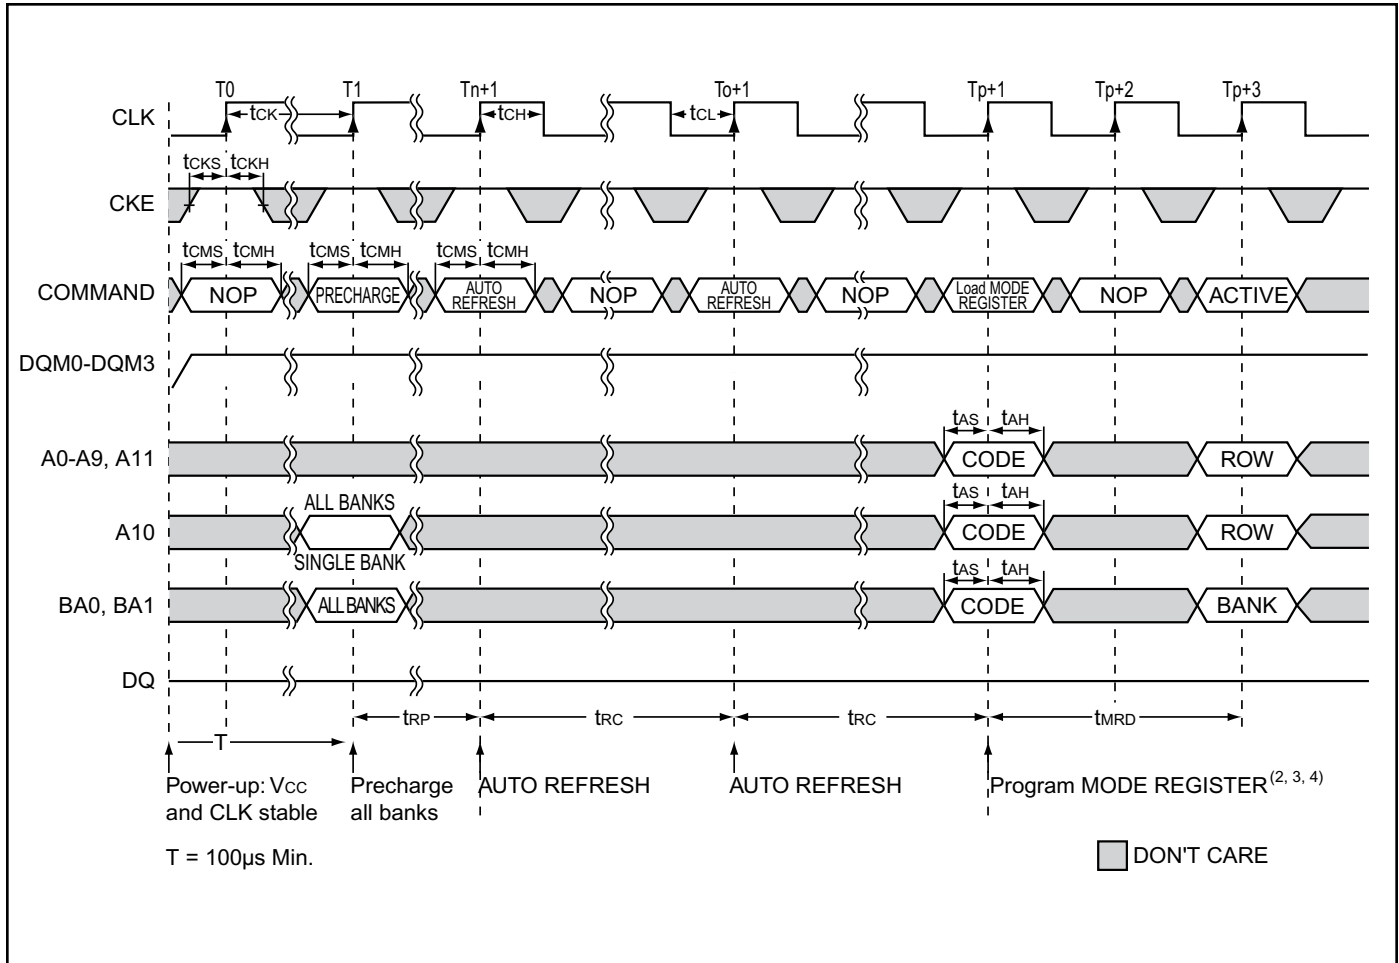 T0 T1 Tn+1 To+1 Tp+1 Tp+2 Tp+3
CLK tCK tCH tCL
tCKS tCKH
CKE
tCMS tCMH tCMS tCMH tCMS tCMH
COMMAND NOP PRECHARGE AUTO REFRESH NOP AUTO REFRESH NOP Load MODE REGISTER NOP ACTIVE
DQM0-DQM3
tAS tAH
A0-A9, A11 CODE ROW
ALL BANKS tAS tAH
A10 CODE ROW
SINGLE BANK tAS tAH
BA0, BA1 ALL BANKS CODE BANK
DQ
tRP tRC tRC tMRD
T
Power-up: VCC and CLK stable
Precharge all banks
AUTO REFRESH
AUTO REFRESH
Program MODE REGISTER(2, 3, 4)
T = 100µs Min.
DON'T CARE